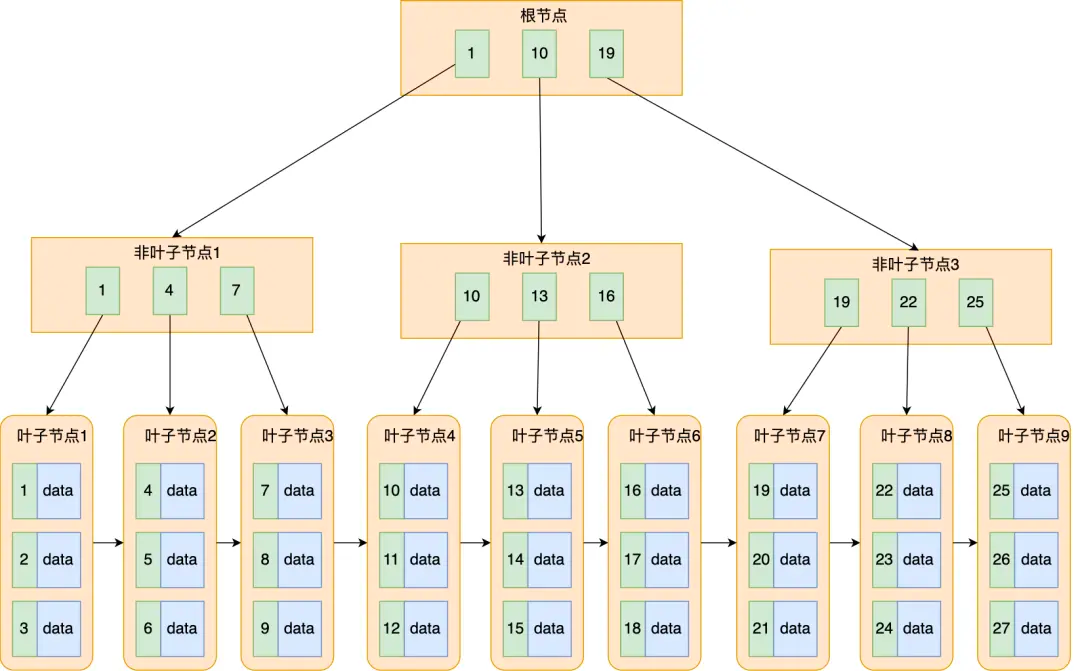 根节点
1 10 19
非叶子节点1
1 4 7
非叶子节点2
10 13 16
非叶子节点3
19 22 25
叶子节点1 叶子节点2 叶子节点3 叶子节点4 叶子节点5 叶子节点6 叶子节点7 叶子节点8 叶子节点9
1 data 4 data 7 data 10 data 13 data 16 data 19 data 22 data 25 data
2 data 5 data 8 data 11 data 14 data 17 data 20 data 23 data 26 data
3 data 6 data 9 data 12 data 15 data 18 data 21 data 24 data 27 data